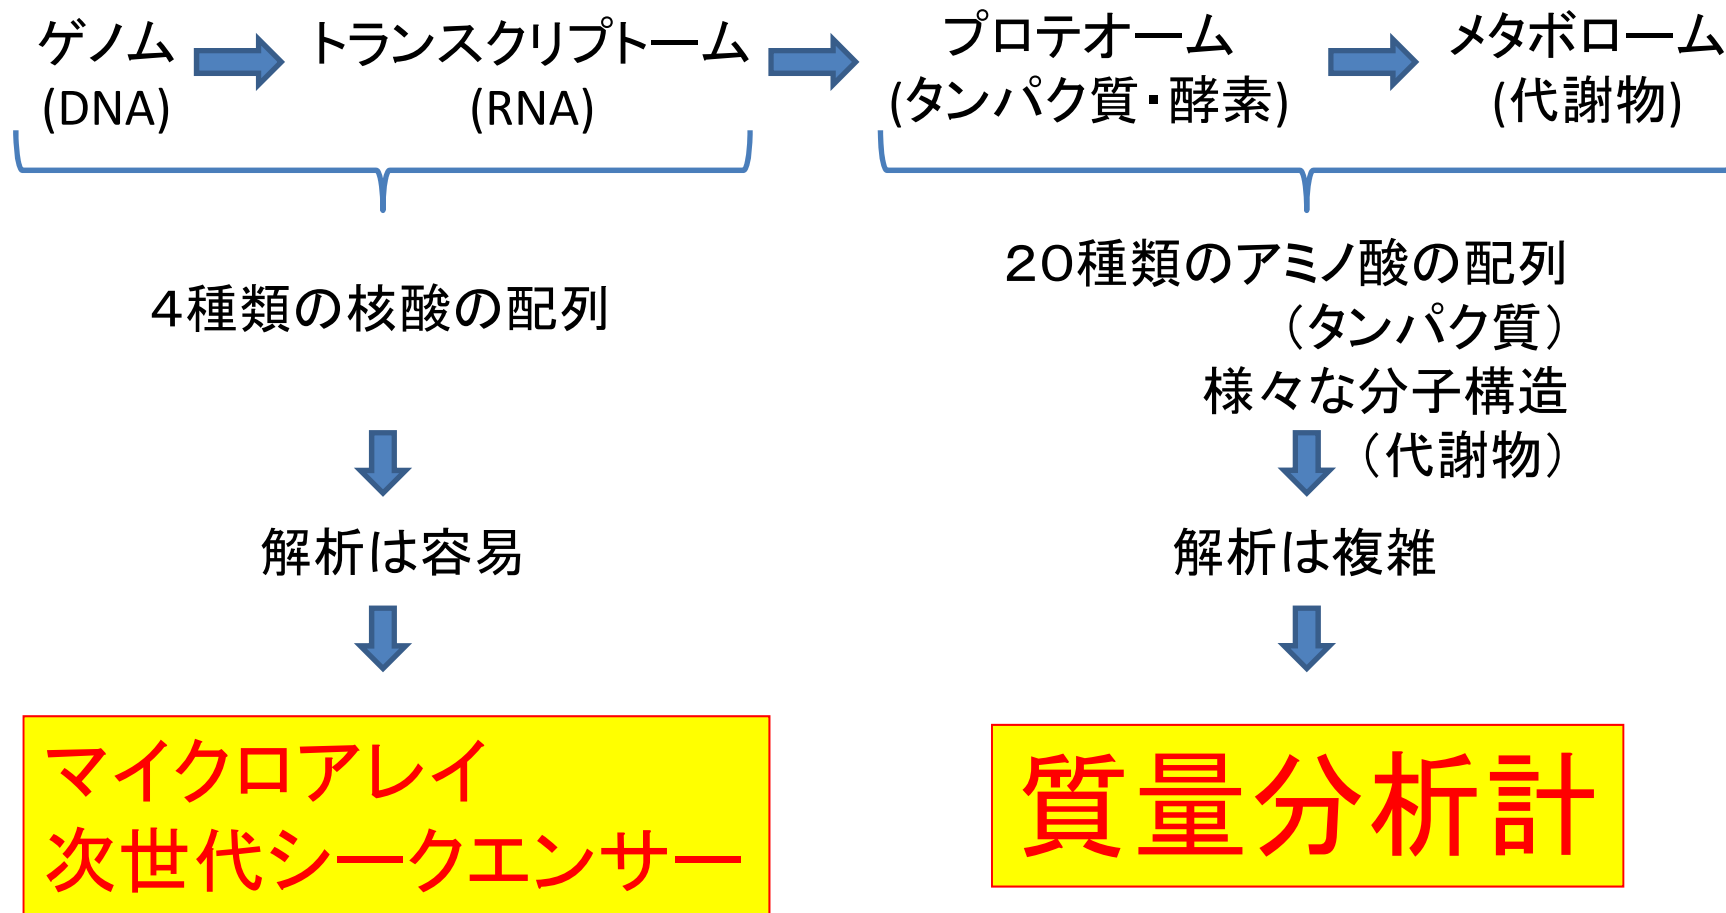 ゲノム
(DNA)
トランスクリプトーム
(RNA)
プロテオーム
(タンパク質・酵素)
メタボローム
(代謝物)
４種類の核酸の配列
解析は容易
マイクロアレイ
次世代シークエンサー
２０種類のアミノ酸の配列
（タンパク質）
様々な分子構造
（代謝物）
解析は複雑
質量分析計